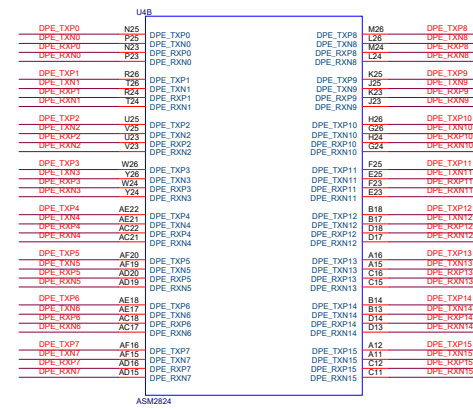 U4B
DPE_TXP0 N25 DPE_TXP0 DPE_TXP8 M26 DPE_TXP8
DPE_TXN0 P25 DPE_TXN0 DPE_TXN8 L26 DPE_TXN8
DPE_RXP0 N23 DPE_RXP0 DPE_RXP8 M24 DPE_RXP8
DPE_RXN0 P23 DPE_RXN0 DPE_RXN8 L24 DPE_RXN8
DPE_TXP1 R26 DPE_TXP1 DPE_TXP9 K25 DPE_TXP9
DPE_TXN1 T26 DPE_TXN1 DPE_TXN9 J25 DPE_TXN9
DPE_RXP1 R24 DPE_RXP1 DPE_RXP9 K23 DPE_RXP9
DPE_RXN1 T24 DPE_RXN1 DPE_RXN9 J23 DPE_RXN9
DPE_TXP2 U25 DPE_TXP2 DPE_TXP10 H26 DPE_TXP10
DPE_TXN2 V25 DPE_TXN2 DPE_TXN10 G26 DPE_TXN10
DPE_RXP2 U23 DPE_RXP2 DPE_RXP10 H24 DPE_RXP10
DPE_RXN2 V23 DPE_RXN2 DPE_RXN10 G24 DPE_RXN10
DPE_TXP3 W26 DPE_TXP3 DPE_TXP11 F25 DPE_TXP11
DPE_TXN3 Y26 DPE_TXN3 DPE_TXN11 E25 DPE_TXN11
DPE_RXP3 W24 DPE_RXP3 DPE_RXP11 F23 DPE_RXP11
DPE_RXN3 Y24 DPE_RXN3 DPE_RXN11 E23 DPE_RXN11
DPE_TXP4 AE22 DPE_TXP4 DPE_TXP12 B18 DPE_TXP12
DPE_TXN4 AE21 DPE_TXN4 DPE_TXN12 B17 DPE_TXN12
DPE_RXP4 AC22 DPE_RXP4 DPE_RXP12 D18 DPE_RXP12
DPE_RXN4 AC21 DPE_RXN4 DPE_RXN12 D17 DPE_RXN12
DPE_TXP5 AF20 DPE_TXP5 DPE_TXP13 A16 DPE_TXP13
DPE_TXN5 AF19 DPE_TXN5 DPE_TXN13 A15 DPE_TXN13
DPE_RXP5 AD20 DPE_RXP5 DPE_RXP13 C16 DPE_RXP13
DPE_RXN5 AD19 DPE_RXN5 DPE_RXN13 C15 DPE_RXN13
DPE_TXP6 AE18 DPE_TXP6 DPE_TXP14 B14 DPE_TXP14
DPE_TXN6 AE17 DPE_TXN6 DPE_TXN14 B13 DPE_TXN14
DPE_RXP6 AC18 DPE_RXP6 DPE_RXP14 D14 DPE_RXP14
DPE_RXN6 AC17 DPE_RXN6 DPE_RXN14 D13 DPE_RXN14
DPE_TXP7 AF16 DPE_TXP7 DPE_TXP15 A12 DPE_TXP15
DPE_TXN7 AF15 DPE_TXN7 DPE_TXN15 A11 DPE_TXN15
DPE_RXP7 AD16 DPE_RXP7 DPE_RXP15 C12 DPE_RXP15
DPE_RXN7 AD15 DPE_RXN7 DPE_RXN15 C11 DPE_RXN15
ASM2824